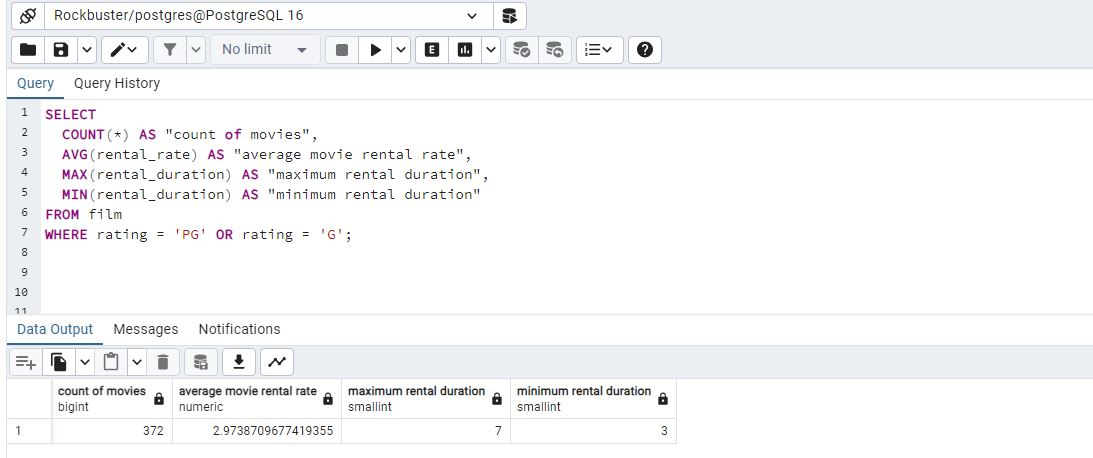 Rockbuster/postgres@PostgreSQL 16
No limit
E
Query Query History
1 SELECT
2 COUNT(*) AS "count of movies",
3 AVG(rental_rate) AS "average movie rental rate",
4 MAX(rental_duration) AS "maximum rental duration",
5 MIN(rental_duration) AS "minimum rental duration"
6 FROM film
7 WHERE rating = 'PG' OR rating = 'G';
8
9
10
11
Data Output Messages Notifications
count of movies average movie rental rate maximum rental duration minimum rental duration
bigint numeric smallint smallint
1 372 2.9738709677419355 7 3